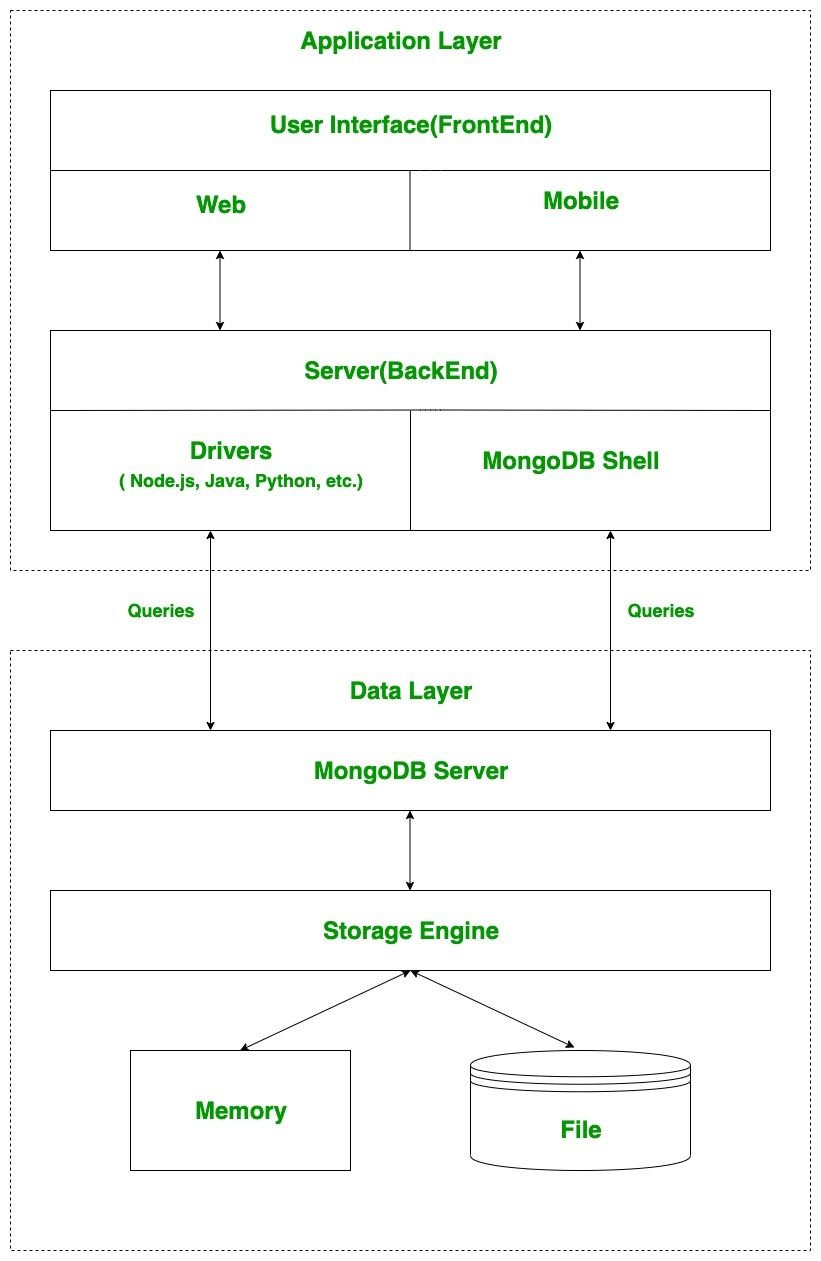 Application Layer
User Interface(FrontEnd)
Web
Mobile
Server(BackEnd)
Drivers
( Node.js, Java, Python, etc.)
MongoDB Shell
Queries
Queries
Data Layer
MongoDB Server
Storage Engine
Memory
File